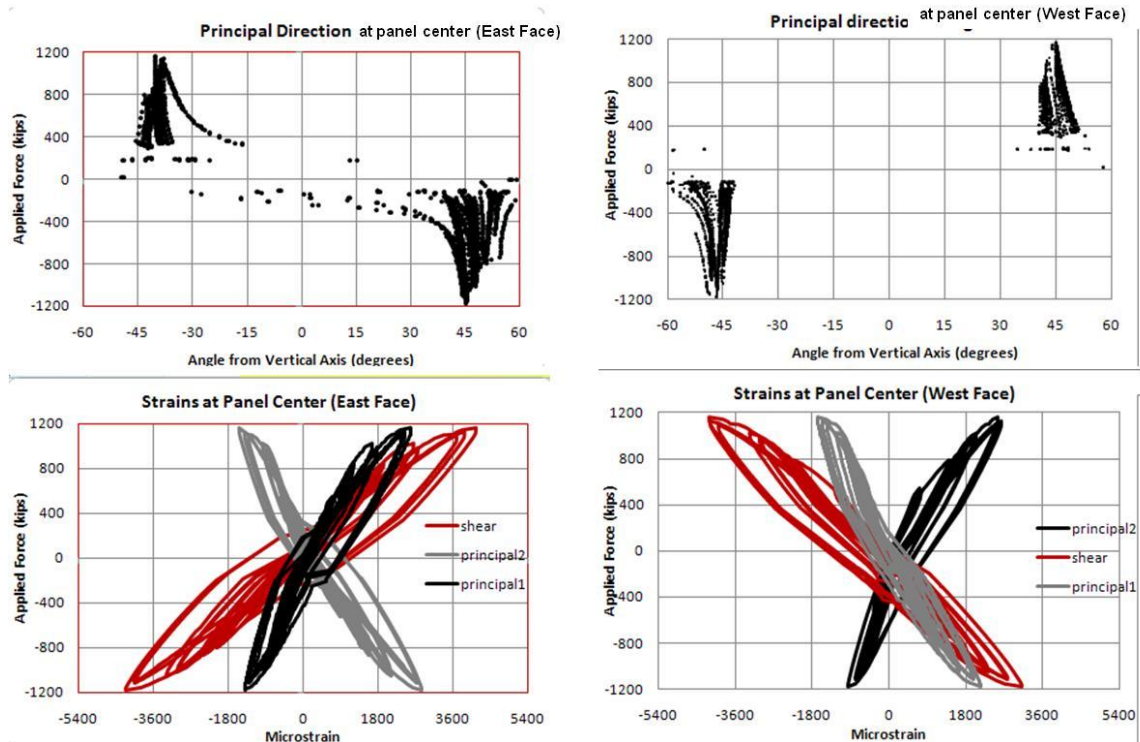 Principal Direction at panel center (East Face)
Applied Force (kips)
1200
800
400
0
-400
-800
-1200
-60 -45 -30 -15 0 15 30 45 60
Angle from Vertical Axis (degrees)
Principal directio at panel center (West Face)
Applied Force (kips)
1200
800
400
0
-400
-800
-1200
-60 -45 -30 -15 0 15 30 45 60
Angle from Vertical Axis (degrees)
Strains at Panel Center (East Face)
Applied Force (kips)
1200
800
400
0
-400
-800
-1200
-5400 -3600 -1800 0 1800 3600 5400
Microstrain
shear
principal2
principal1
Strains at Panel Center (West Face)
Applied Force (kips)
1200
800
400
0
-400
-800
-1200
-5400 -3600 -1800 0 1800 3600 5400
Microstrain
principal2
shear
principal1